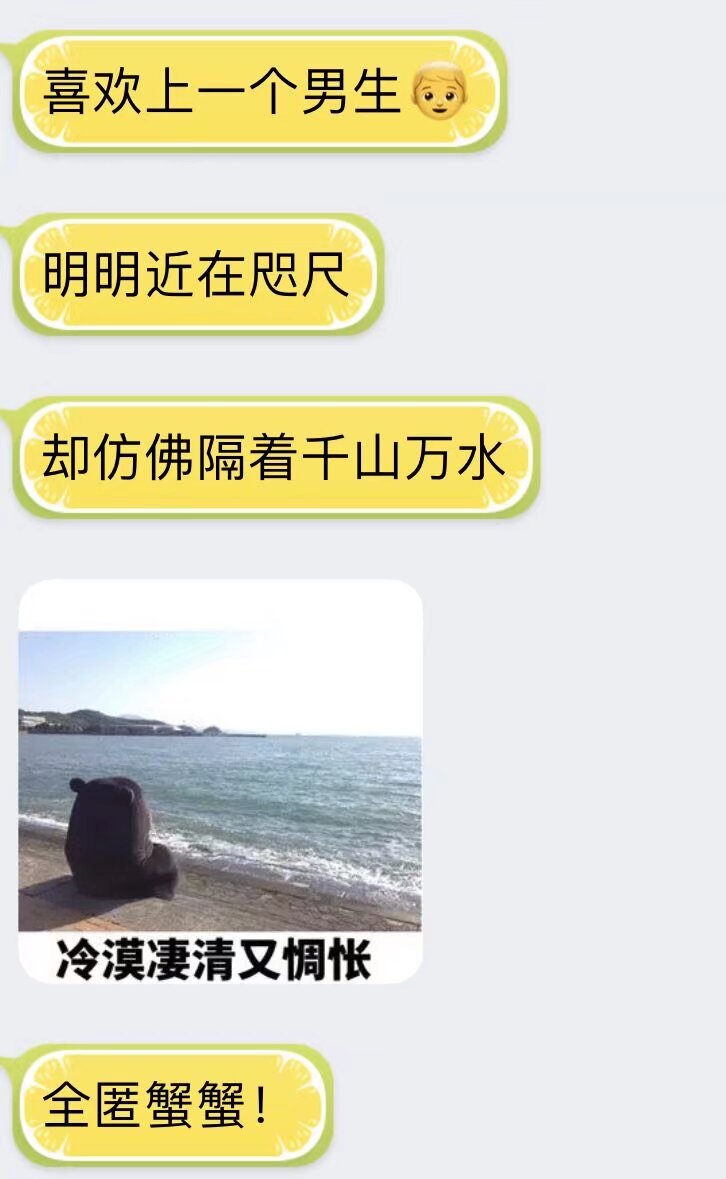 喜欢上一个男生👦🏼
明明近在咫尺
却仿佛隔着千山万水
冷漠凄清又惆怅
全匿蟹蟹！